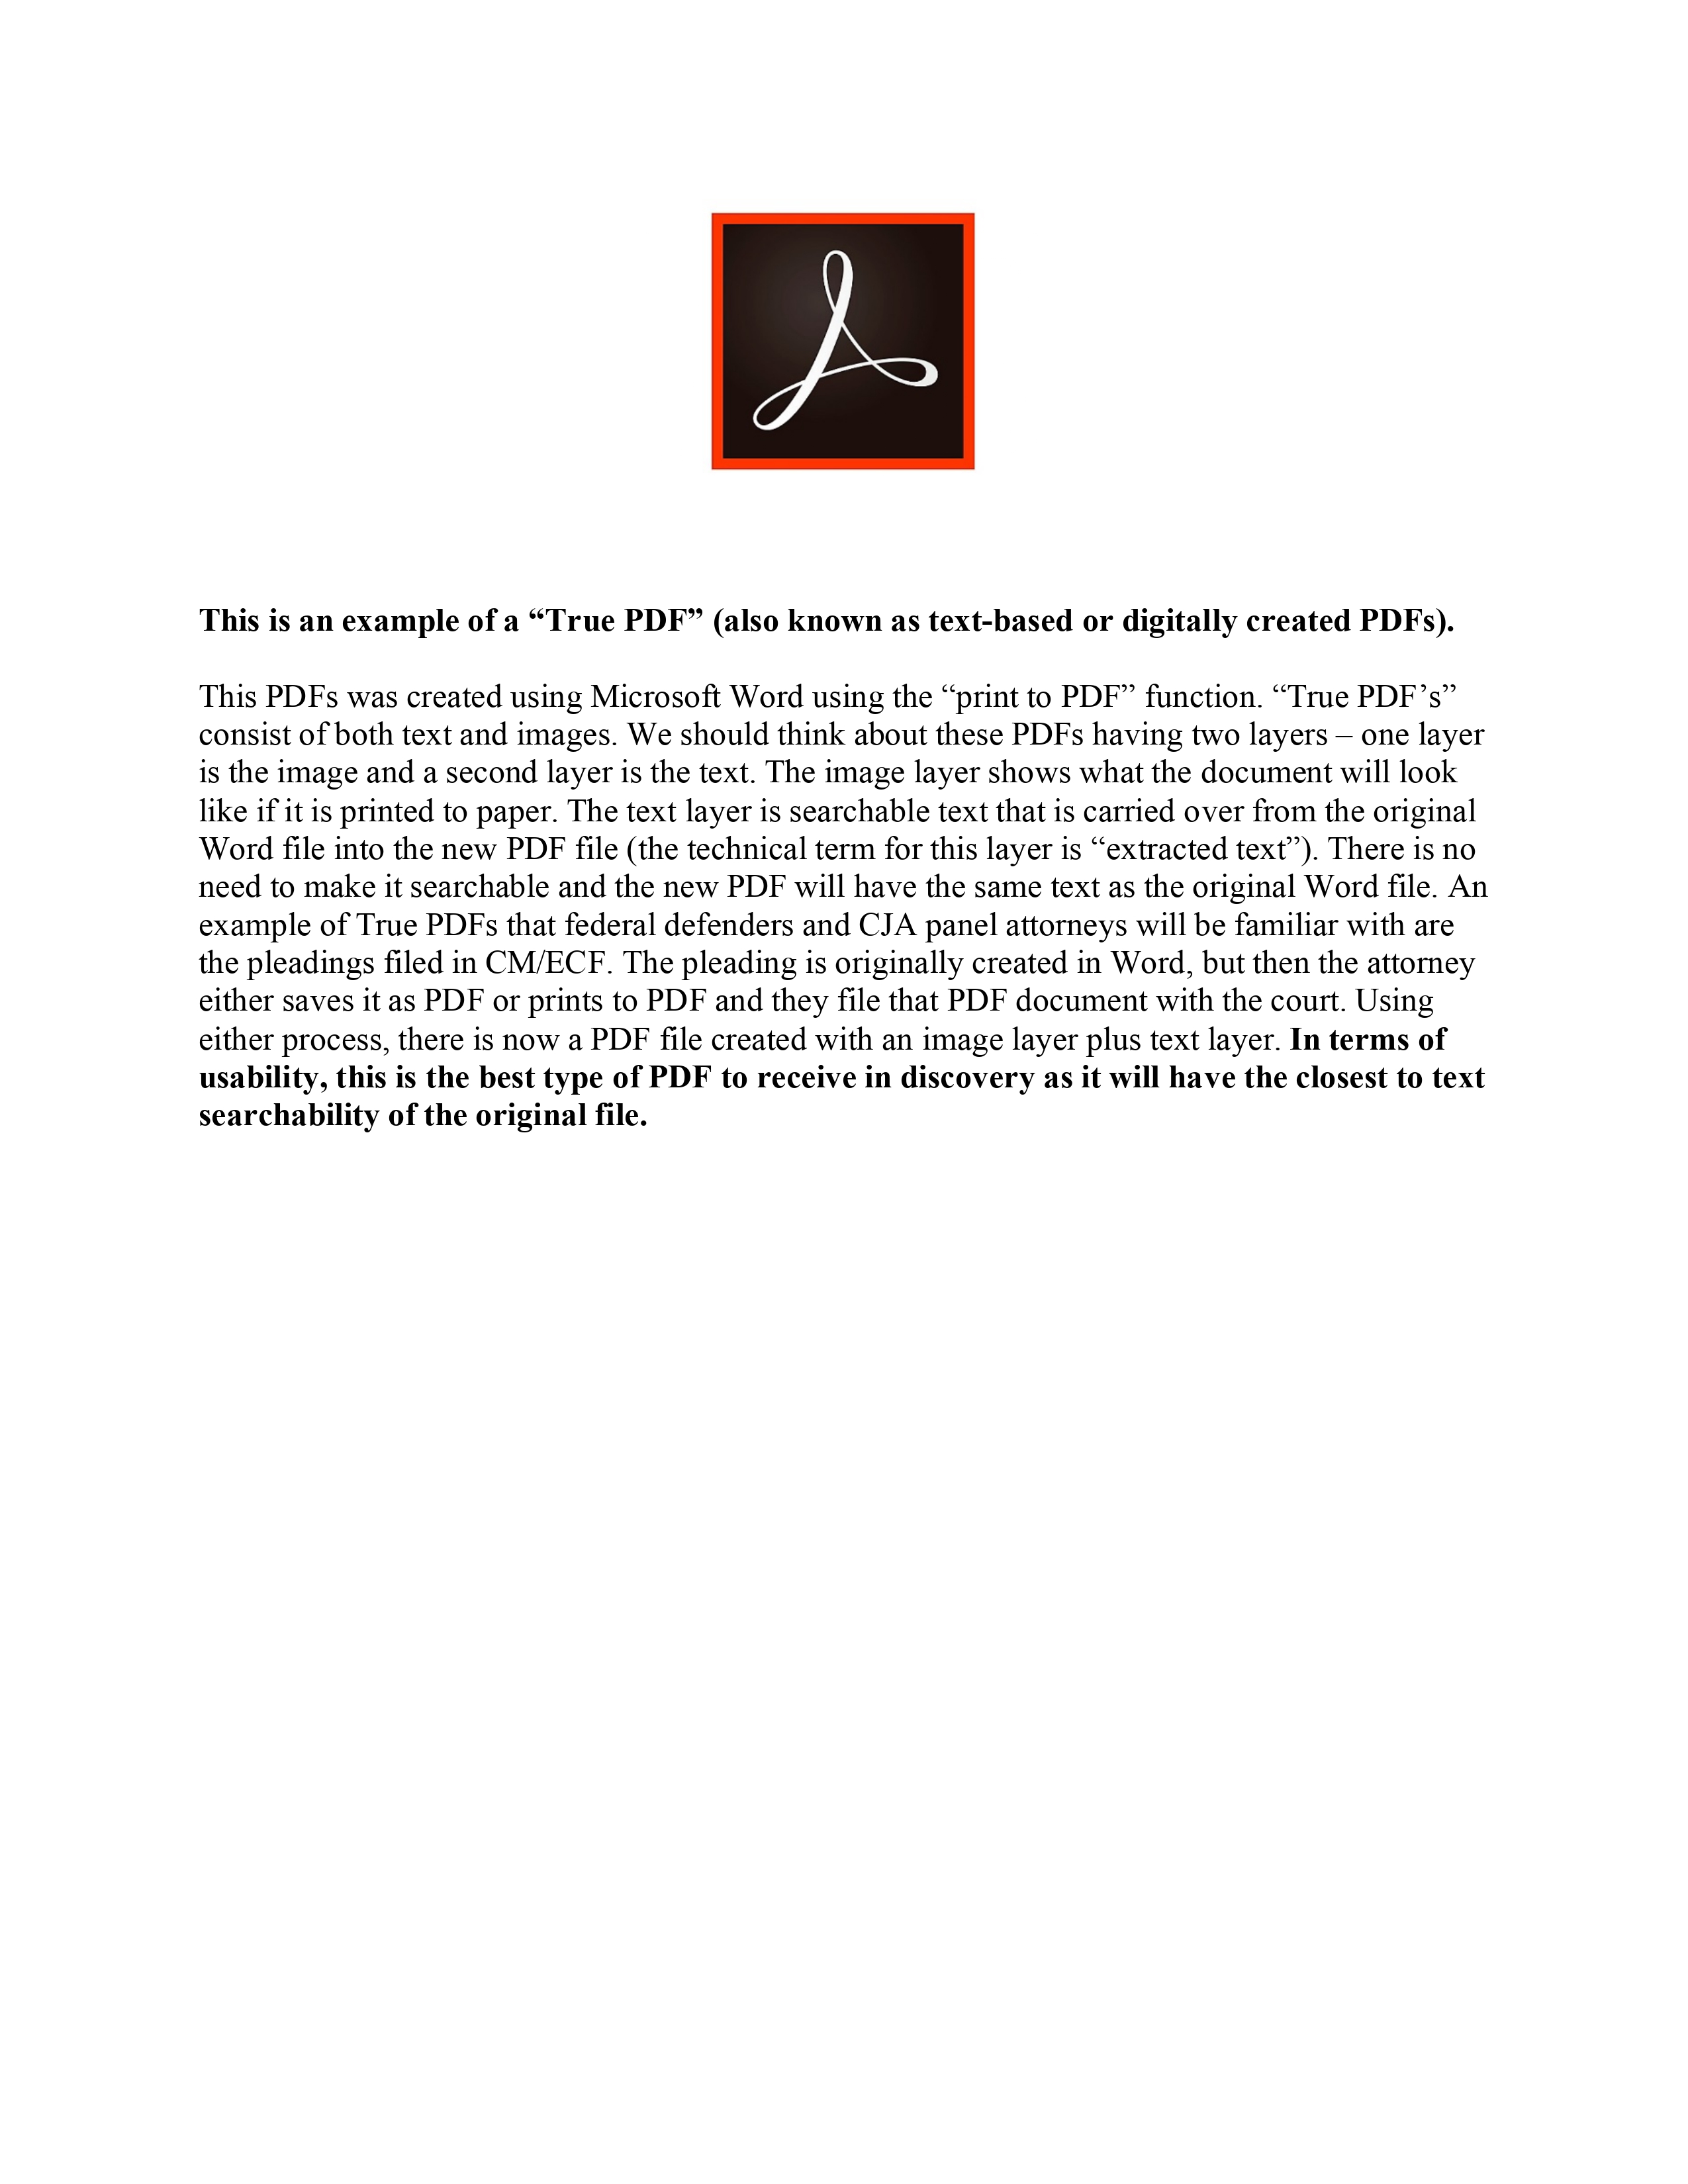 This is an example of a “True PDF” (also known as text-based or digitally created PDFs).
This PDFs was created using Microsoft Word using the “print to PDF” function. “True PDF’s”
consist of both text and images. We should think about these PDFs having two layers – one layer
is the image and a second layer is the text. The image layer shows what the document will look
like if it is printed to paper. The text layer is searchable text that is carried over from the original
Word file into the new PDF file (the technical term for this layer is “extracted text”). There is no
need to make it searchable and the new PDF will have the same text as the original Word file. An
example of True PDFs that federal defenders and CJA panel attorneys will be familiar with are
the pleadings filed in CM/ECF. The pleading is originally created in Word, but then the attorney
either saves it as PDF or prints to PDF and they file that PDF document with the court. Using
either process, there is now a PDF file created with an image layer plus text layer. In terms of
usability, this is the best type of PDF to receive in discovery as it will have the closest to text
searchability of the original file.